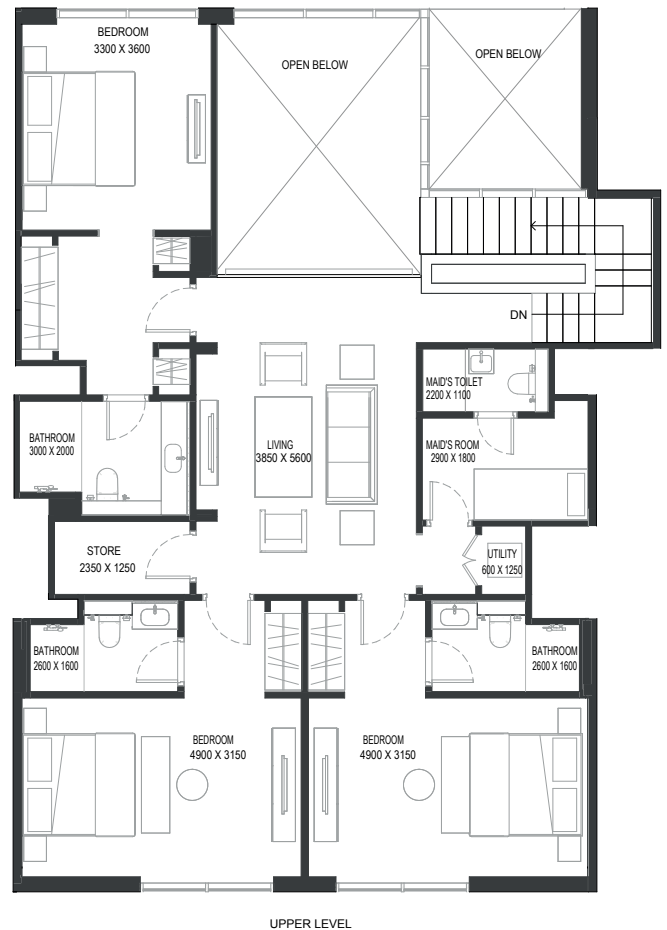 BEDROOM
3300 X 3600
OPEN BELOW
OPEN BELOW
DN
MAID'S TOILET
2200 X 1100
BATHROOM
3000 X 2000
LIVING
3850 X 5600
MAID'S ROOM
2900 X 1800
STORE
2350 X 1250
UTILITY
600 X 1250
BATHROOM
2600 X 1600
BATHROOM
2600 X 1600
BEDROOM
4900 X 3150
BEDROOM
4900 X 3150
UPPER LEVEL